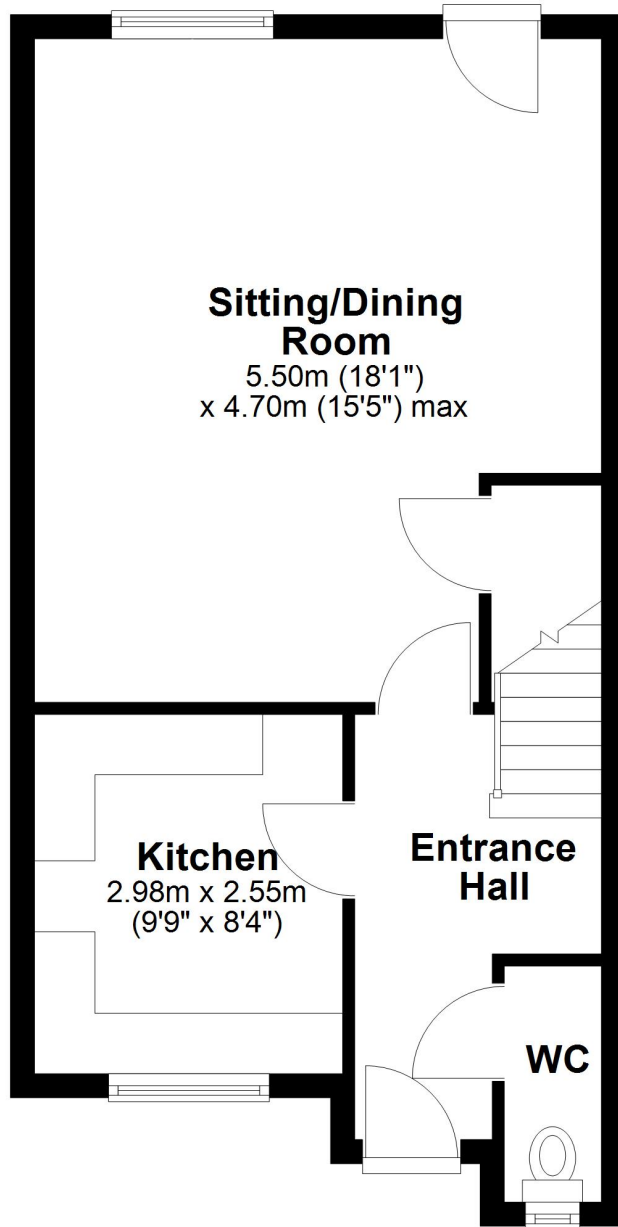 Sitting/Dining
Room
5.50m (18'1")
x 4.70m (15'5") max
Kitchen
2.98m x 2.55m
(9'9" x 8'4")
Entrance
Hall
WC